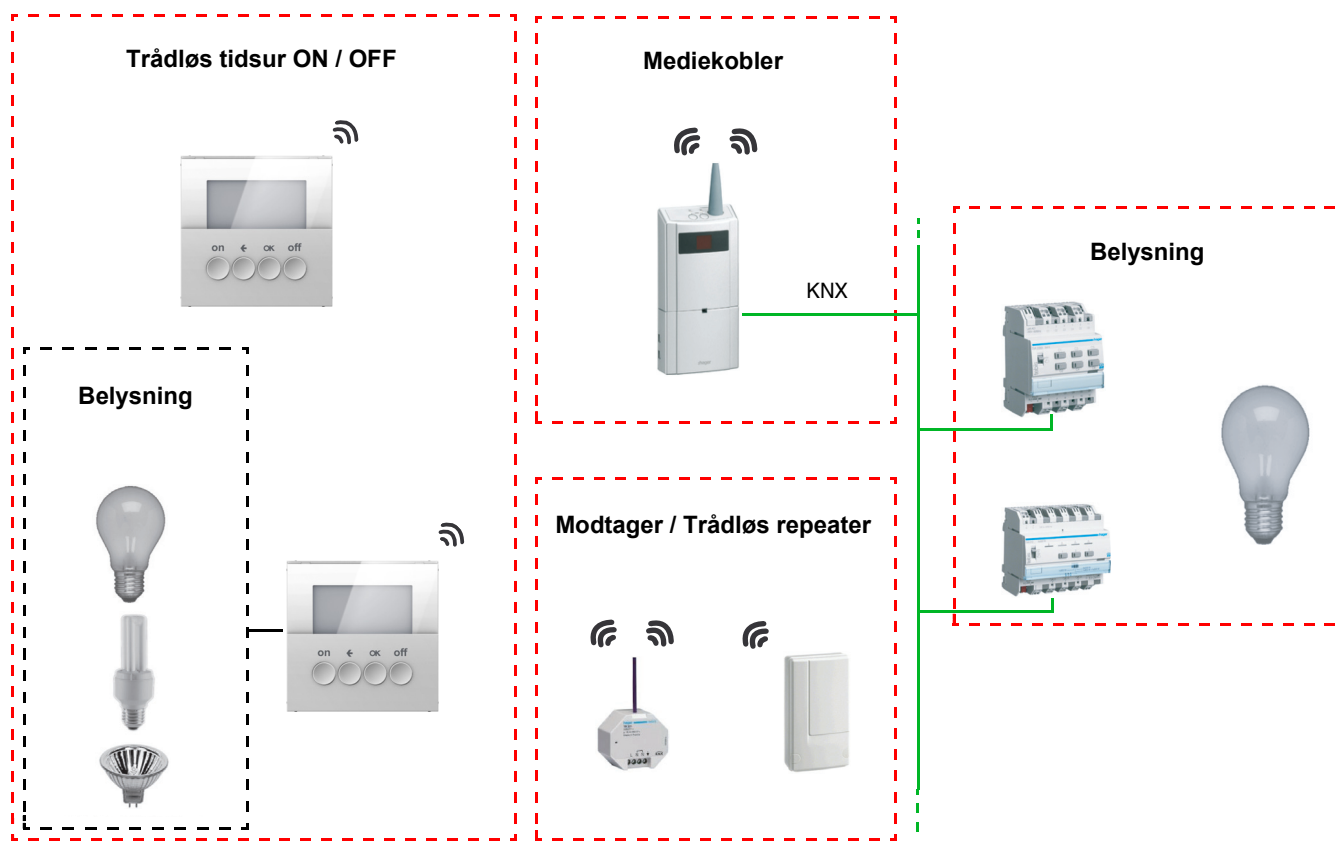 Trådløs tidsur ON / OFF
on ← OK off
Belysning
on ← OK off
Mediekobler
KNX
Modtager / Trådløs repeater
Belysning